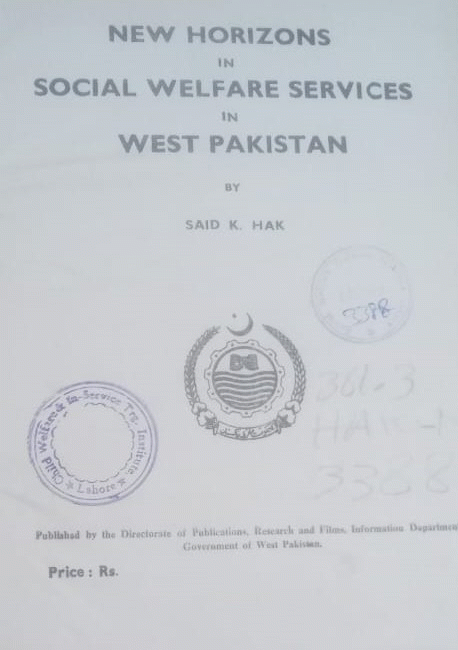 NEW HORIZONS
IN
SOCIAL WELFARE SERVICES
IN
WEST PAKISTAN
BY
SAID K. HAK
3388
361.3
HAK-
3388
Child Welfare & In-Service Trg. Institute
Lahore
Published by the Directorate of Publications, Research and Films, Information Departmen
Government of West Pakistan.
Price : Rs.